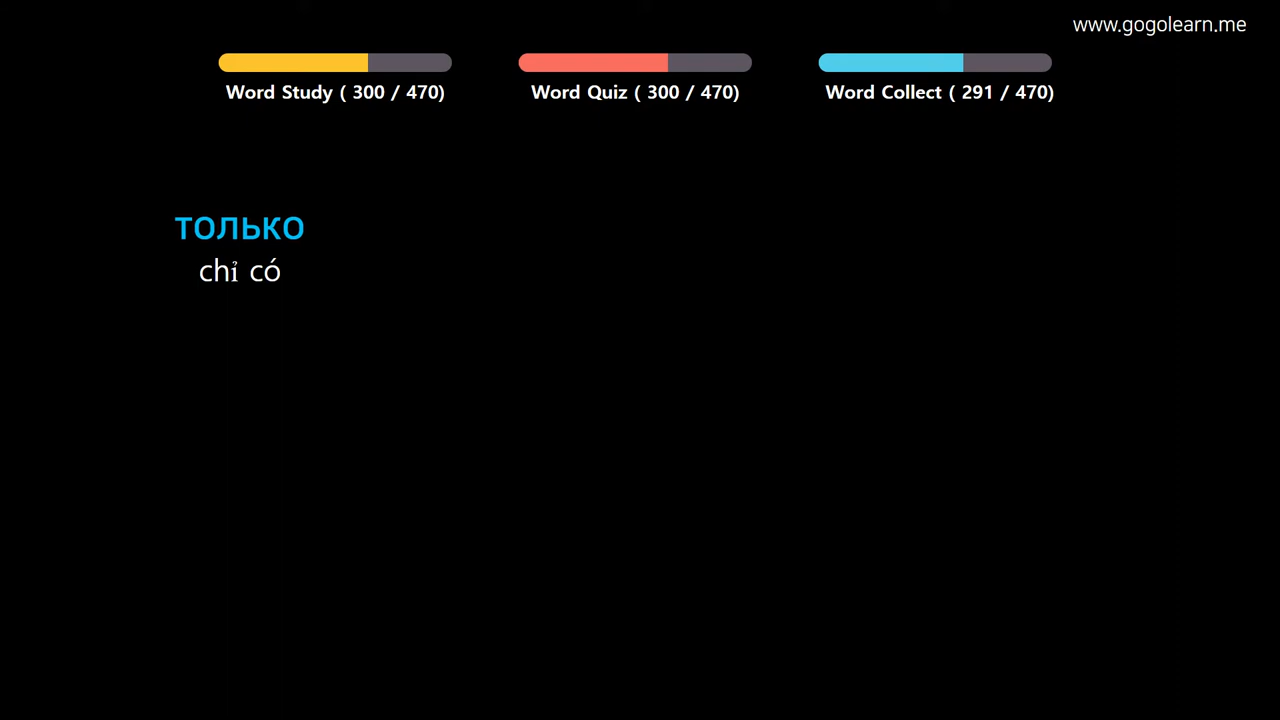 www.gogolearn.me
Word Study ( 300 / 470)
Word Quiz ( 300 / 470)
Word Collect ( 291 / 470)
только
chỉ có